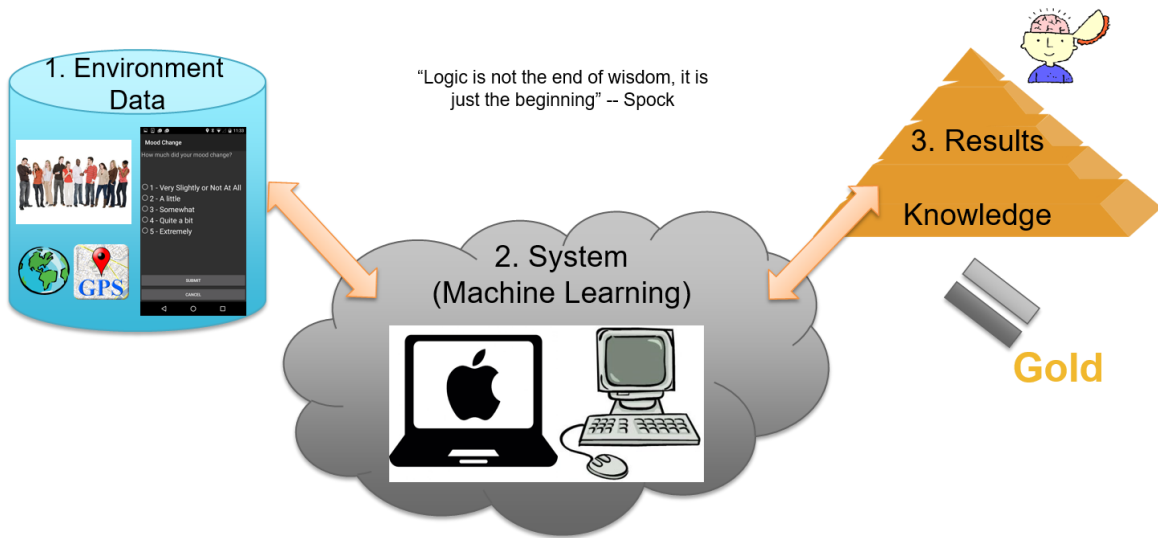 1. Environment
Data
“Logic is not the end of wisdom, it is
just the beginning” -- Spock
11:53
Mood Change
How much did your mood change?
1 - Very Slightly or Not At All
2 - A little
3 - Somewhat
4 - Quite a bit
5 - Extremely
SUBMIT
CANCEL
GPS
2. System
(Machine Learning)
3. Results
Knowledge
Gold